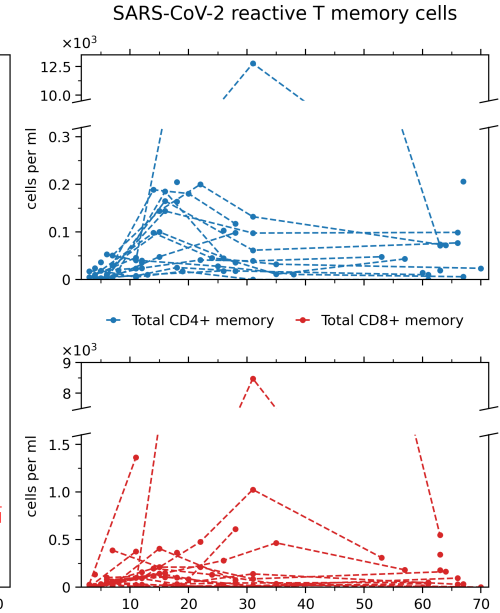 SARS-CoV-2 reactive T memory cells
×10³
12.5
10.0
0.3
0.2
0.1
0
cells per ml
Total CD4+ memory Total CD8+ memory
×10³
9
8
1.5
1.0
0.5
0
cells per ml
0 10 20 30 40 50 60 70